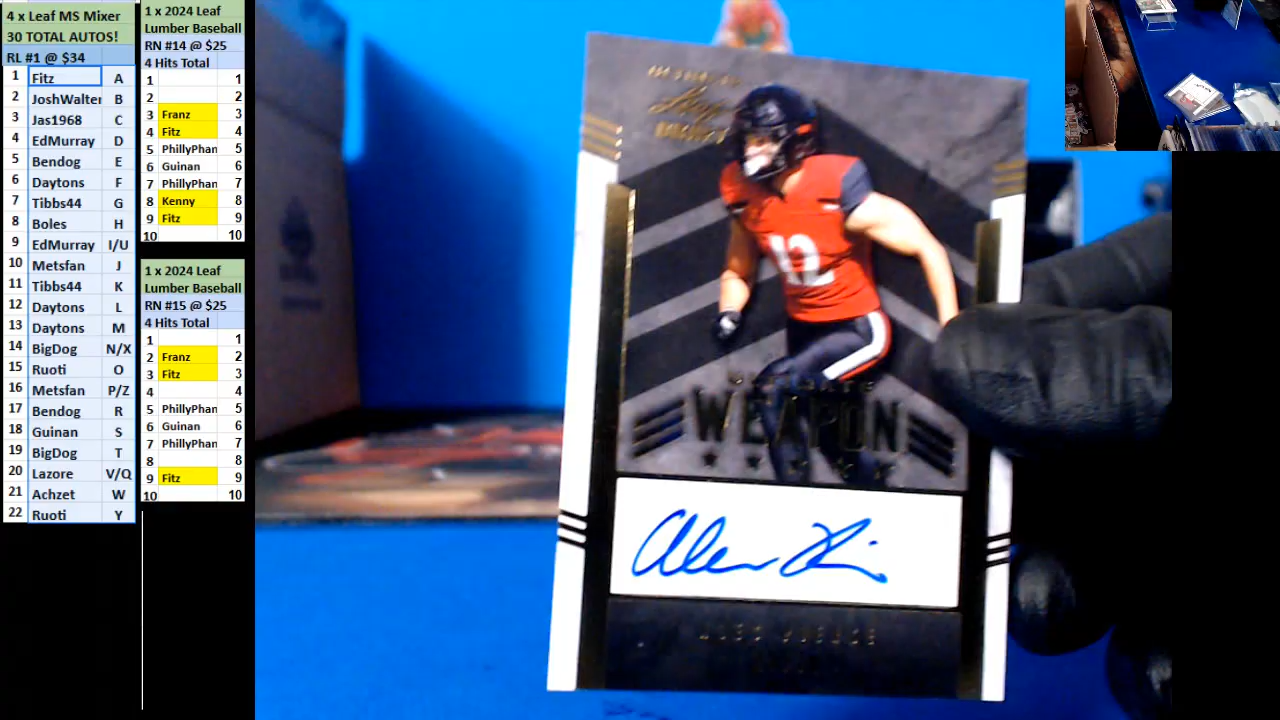 4 x Leaf MS Mixer
30 TOTAL AUTOS!
RL #1 @ $34
1 Fitz A
2 JoshWalter B
3 Jas1968 C
4 EdMurray D
5 Bendog E
6 Daytons F
7 Tibbs44 G
8 Boles H
9 EdMurray I/U
10 Metsfan J
11 Tibbs44 K
12 Daytons L
13 Daytons M
14 BigDog N/X
15 Ruoti O
16 Metsfan P/Z
17 Bendog R
18 Guinan S
19 BigDog T
20 Lazore V/Q
21 Achzet W
22 Ruoti Y
1 x 2024 Leaf
Lumber Baseball
RN #14 @ $25
4 Hits Total
1 1
2 2
3 Franz 3
4 Fitz 4
5 PhillyPhan 5
6 Guinan 6
7 PhillyPhan 7
8 Kenny 8
9 Fitz 9
10 10
1 x 2024 Leaf
Lumber Baseball
RN #15 @ $25
4 Hits Total
1 1
2 Franz 2
3 Fitz 3
4 4
5 PhillyPhan 5
6 Guinan 6
7 PhillyPhan 7
8 8
9 Fitz 9
10 10
12
ULTIMATE
WEAPON
ALEC PIERCE